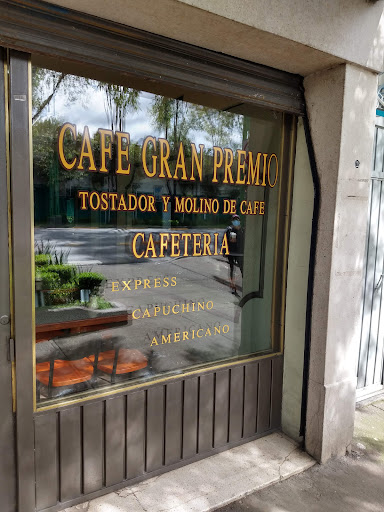 CAFE GRAN PREMIO
TOSTADOR Y MOLINO DE CAFE
CAFETERIA
EXPRESS
CAPUCHINO
AMERICANO